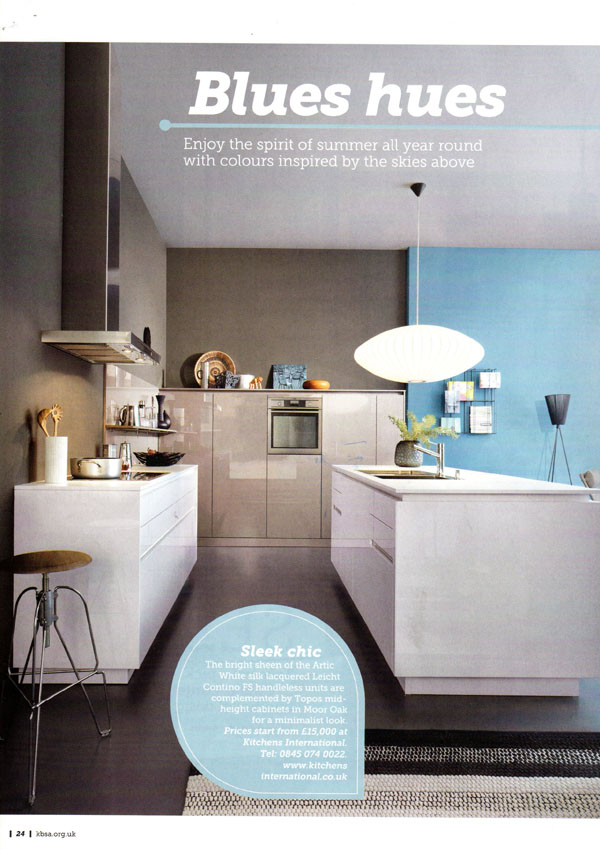 Blues hues
Enjoy the spirit of summer all year round
with colours inspired by the skies above
Sleek chic
The bright sheen of the Artic
White silk lacquered Leicht
Contino FS handleless units are
complemented by Topos mid-
height cabinets in Moor Oak
for a minimalist look.
Prices start from £15,000 at
Kitchens International.
Tel: 0845 074 0022.
www.kitchens
international.co.uk
| 24 | kbsa.org.uk